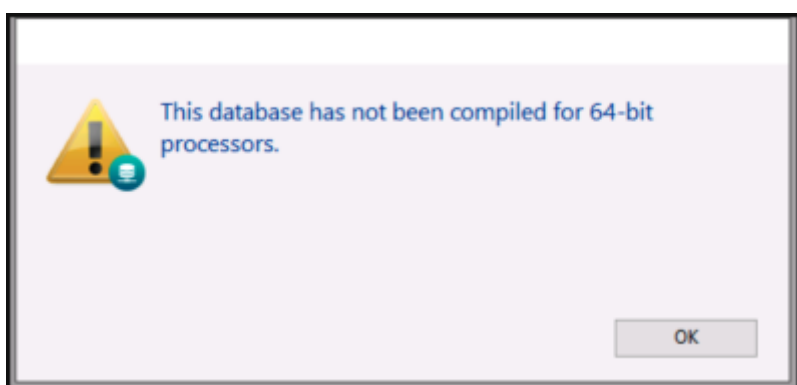 This database has not been compiled for 64-bit
processors.
OK